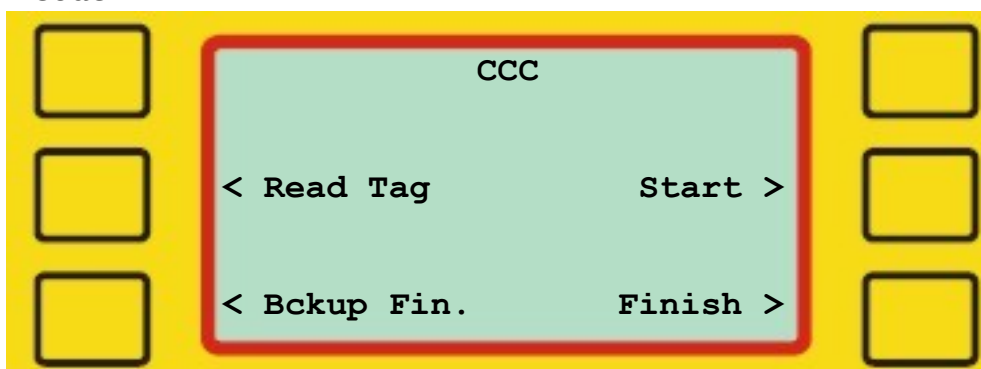 CCC
< Read Tag Start >
< Bckup Fin. Finish >